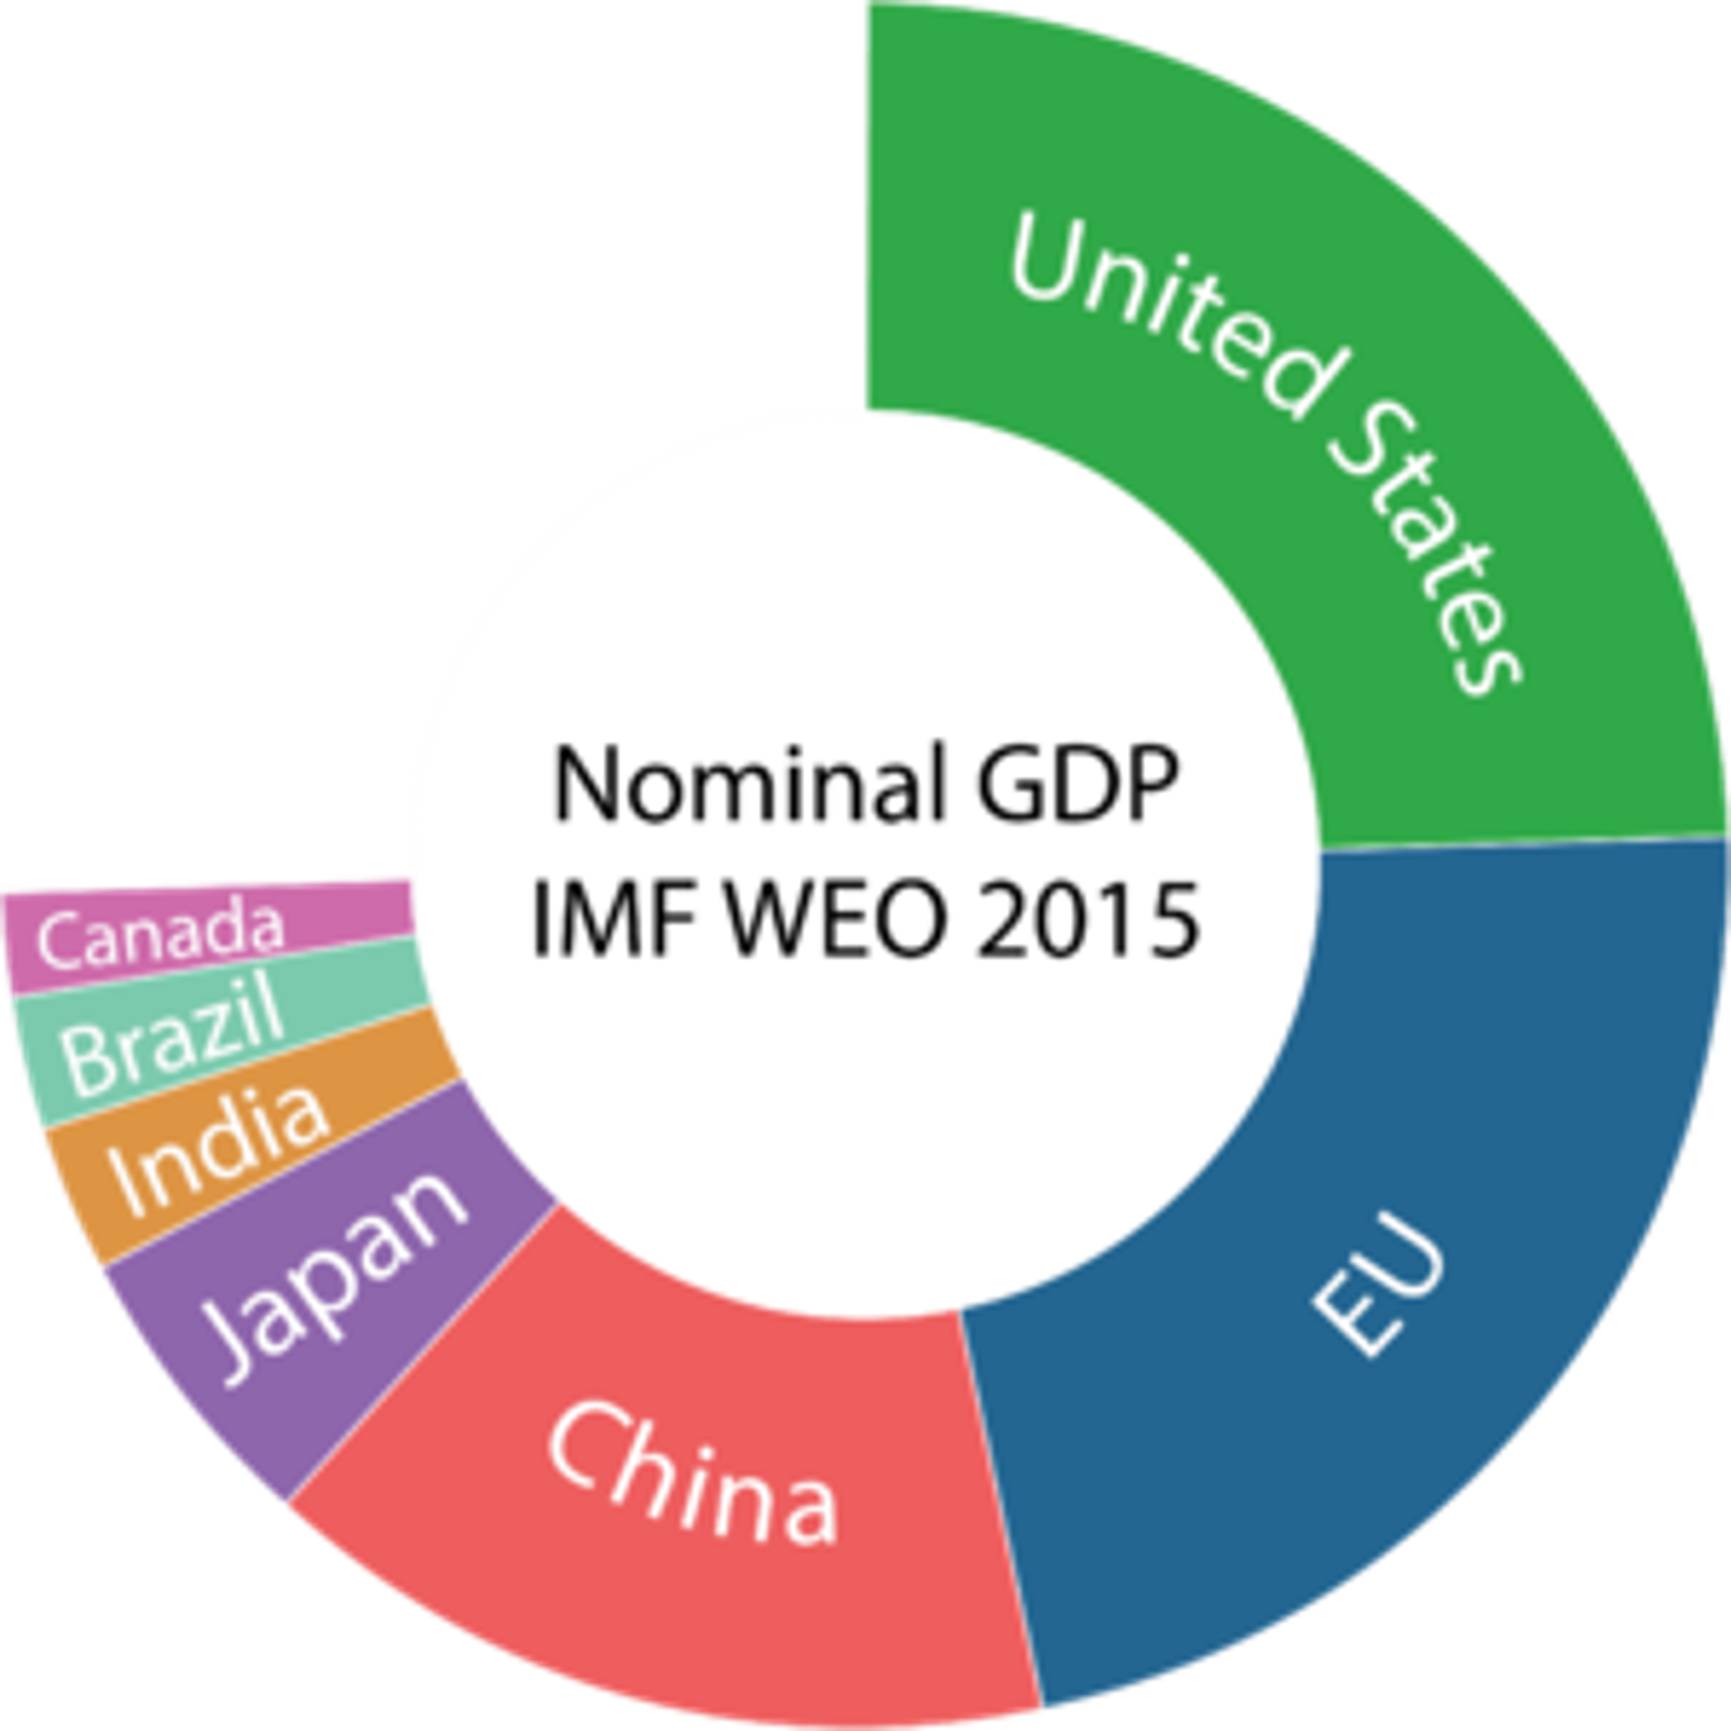 United States
Nominal GDP
IMF WEO 2015
Canada
Brazil
India
Japan
China
EU